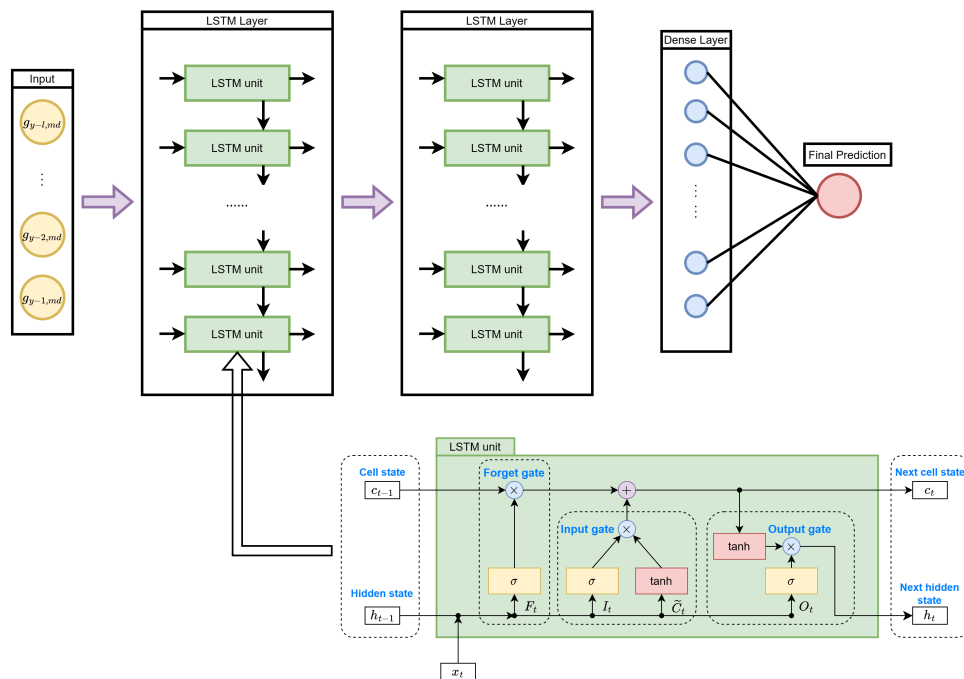 LSTM Layer
LSTM Layer
Dense Layer
Input
g_{y-l,md}
⋮
g_{y-2,md}
g_{y-1,md}
LSTM unit
LSTM unit
......
LSTM unit
LSTM unit
LSTM unit
LSTM unit
......
LSTM unit
LSTM unit
Final Prediction
LSTM unit
Cell state
c_{t-1}
Hidden state
h_{t-1}
x_t
Forget gate
×
σ
F_t
+
Input gate
×
σ
I_t
tanh
C̃_t
Output gate
tanh
×
σ
O_t
Next cell state
c_t
Next hidden
state
h_t